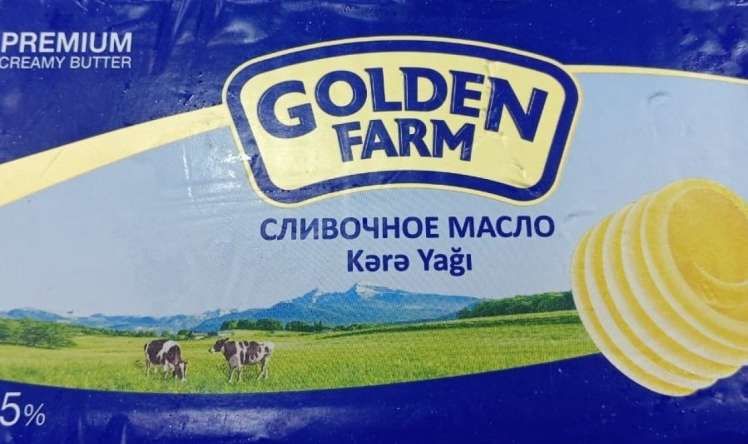 PREMIUM
CREAMY BUTTER
GOLDEN
FARM
СЛИВОЧНОЕ МАСЛО
Kərə Yağı
5%